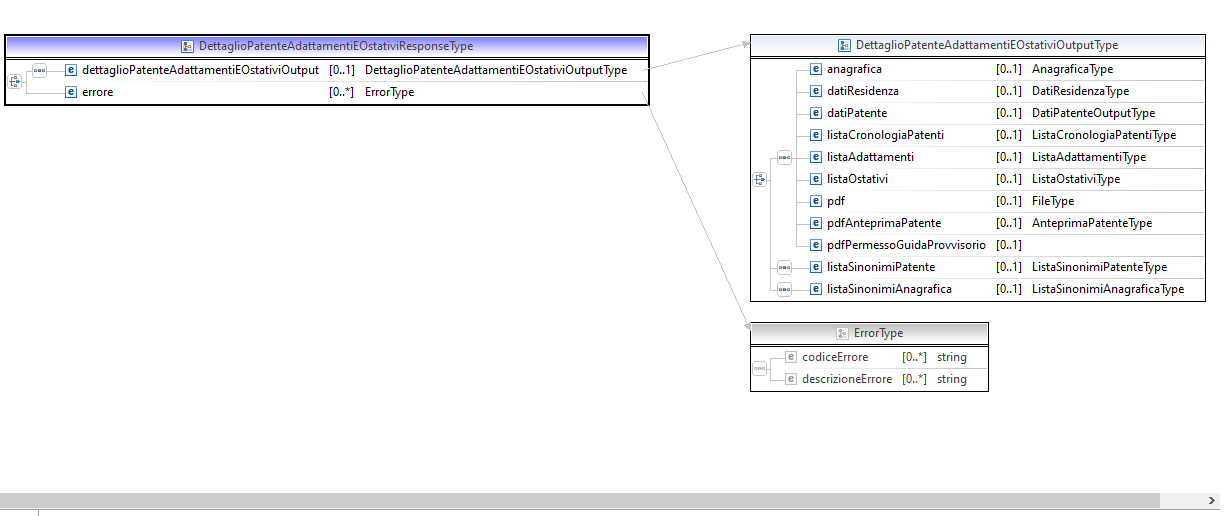 DettaglioPatenteAdattamentiEOstativiResponseType
e dettaglioPatenteAdattamentiEOstativiOutput [0..1] DettaglioPatenteAdattamentiEOstativiOutputType
e errore [0..*] ErrorType
DettaglioPatenteAdattamentiEOstativiOutputType
e anagrafica [0..1] AnagraficaType
e datiResidenza [0..1] DatiResidenzaType
e datiPatente [0..1] DatiPatenteOutputType
e listaCronologiaPatenti [0..1] ListaCronologiaPatentiType
e listaAdattamenti [0..1] ListaAdattamentiType
e listaOstativi [0..1] ListaOstativiType
e pdf [0..1] FileType
e pdfAnteprimaPatente [0..1] AnteprimaPatenteType
e pdfPermessoGuidaProvvisorio [0..1]
e listaSinonimiPatente [0..1] ListaSinonimiPatenteType
e listaSinonimiAnagrafica [0..1] ListaSinonimiAnagraficaType
ErrorType
e codiceErrore [0..*] string
e descrizioneErrore [0..*] string